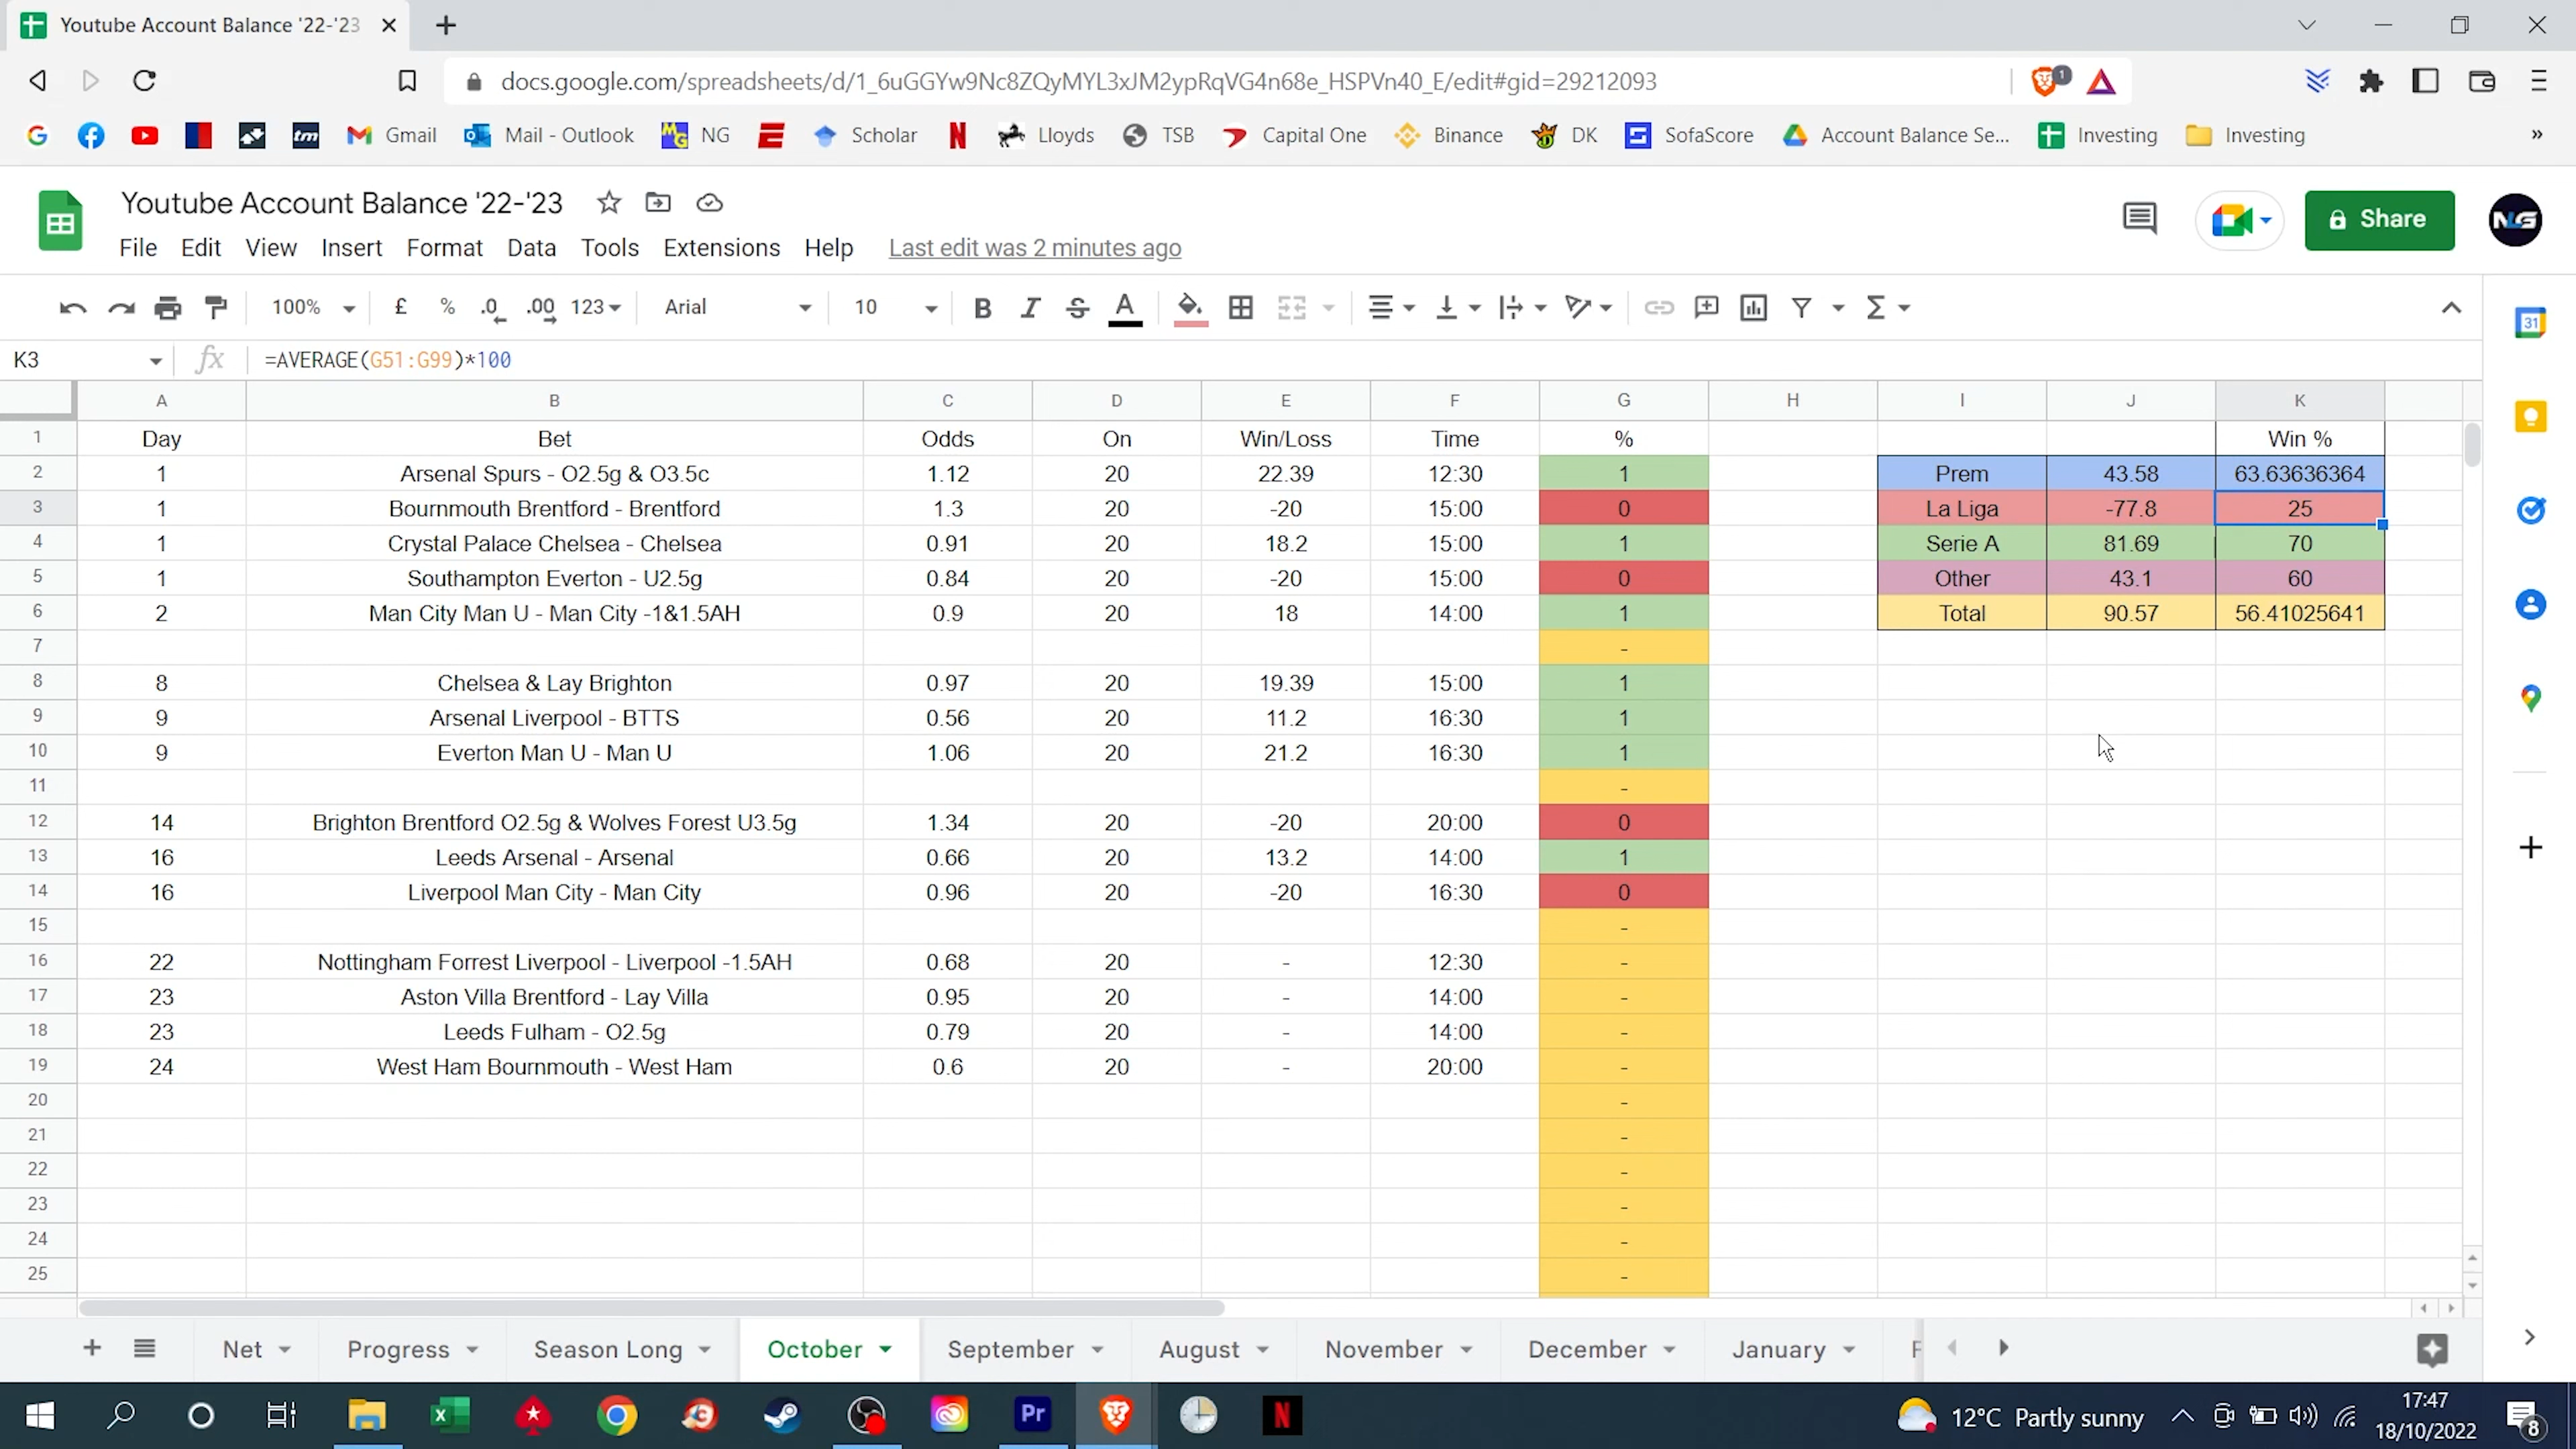 Youtube Account Balance '22-'23
docs.google.com/spreadsheets/d/1_6uGGYw9Nc8ZQyMYL3xJM2ypRqVG4n68e_HSPVn40_E/edit#gid=29212093 1
tm Gmail Mail - Outlook NG Scholar Lloyds TSB Capital One Binance DK SofaScore Account Balance Se... Investing Investing »
Youtube Account Balance '22-'23 Share NLG
File Edit View Insert Format Data Tools Extensions Help Last edit was 2 minutes ago
100% £ % .0 .00 123 Arial 10 B I S A Σ 31
K3 fx =AVERAGE(G51:G99)*100
A B C D E F G H I J K
1 Day Bet Odds On Win/Loss Time % Win %
2 1 Arsenal Spurs - O2.5g & O3.5c 1.12 20 22.39 12:30 1 Prem 43.58 63.63636364
3 1 Bournmouth Brentford - Brentford 1.3 20 -20 15:00 0 La Liga -77.8 25
4 1 Crystal Palace Chelsea - Chelsea 0.91 20 18.2 15:00 1 Serie A 81.69 70
5 1 Southampton Everton - U2.5g 0.84 20 -20 15:00 0 Other 43.1 60
6 2 Man City Man U - Man City -1&1.5AH 0.9 20 18 14:00 1 Total 90.57 56.41025641
7 -
8 8 Chelsea & Lay Brighton 0.97 20 19.39 15:00 1
9 9 Arsenal Liverpool - BTTS 0.56 20 11.2 16:30 1
10 9 Everton Man U - Man U 1.06 20 21.2 16:30 1
11 -
12 14 Brighton Brentford O2.5g & Wolves Forest U3.5g 1.34 20 -20 20:00 0
13 16 Leeds Arsenal - Arsenal 0.66 20 13.2 14:00 1
14 16 Liverpool Man City - Man City 0.96 20 -20 16:30 0
15 -
16 22 Nottingham Forrest Liverpool - Liverpool -1.5AH 0.68 20 - 12:30 -
17 23 Aston Villa Brentford - Lay Villa 0.95 20 - 14:00 -
18 23 Leeds Fulham - O2.5g 0.79 20 - 14:00 -
19 24 West Ham Bournmouth - West Ham 0.6 20 - 20:00 -
20 -
21 -
22 -
23 -
24 -
25 -
Net Progress Season Long October September August November December January
Pr 12°C Partly sunny 17:47
18/10/2022 8